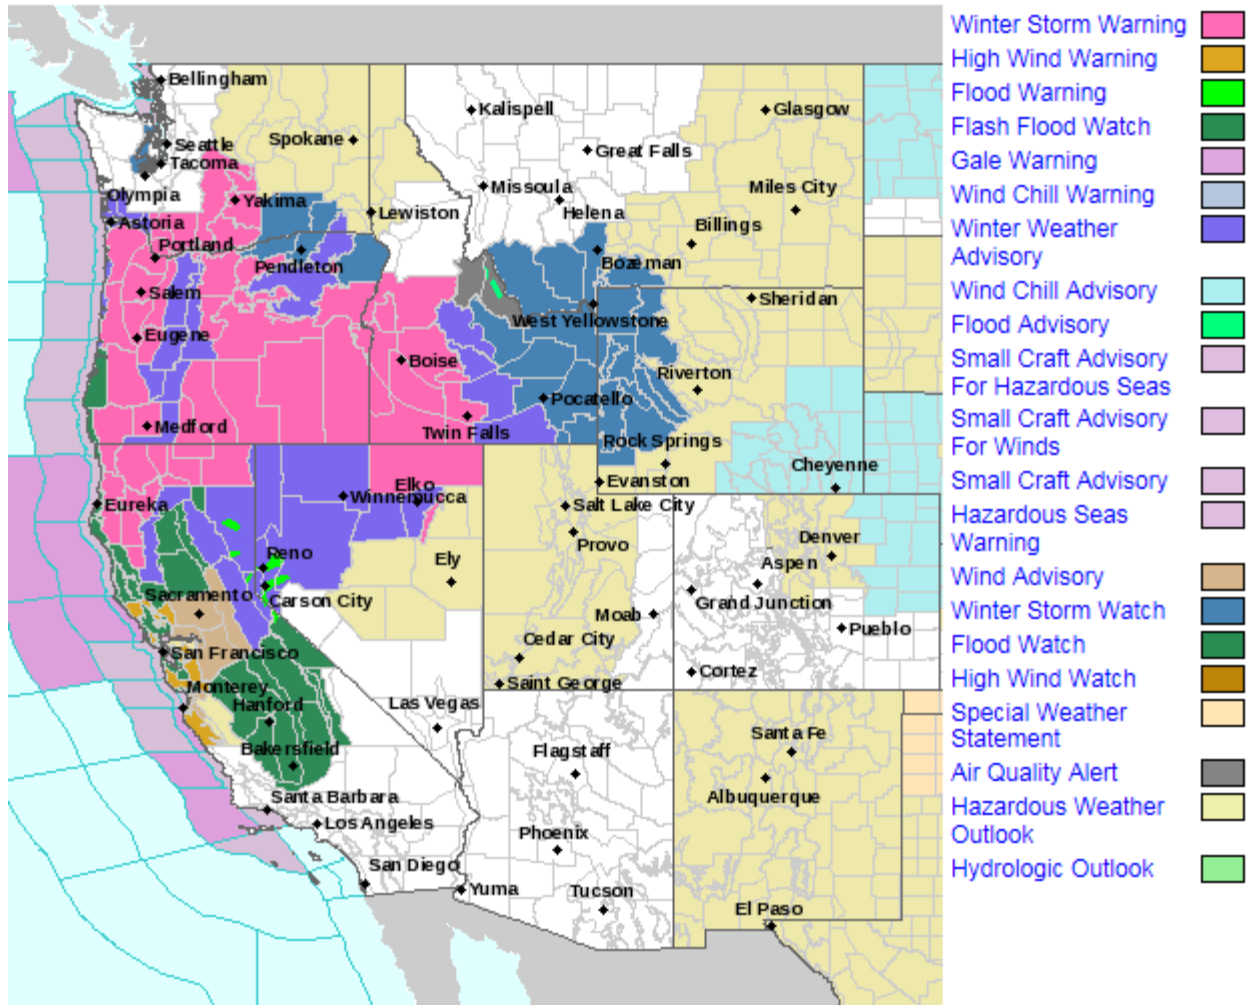 Bellingham
Kalispell
Glasgow
Spokane
Seattle
Great Falls
Tacoma
Missoula
Miles City
Olympia
Yakima
Helena
Lewiston
Astoria
Billings
Portland
Pendleton
Bozeman
Salem
Sheridan
West Yellowstone
Eugene
Boise
Riverton
Pocatello
Medford
Twin Falls
Rock Springs
Cheyenne
Evanston
Elko
Winnemucca
Eureka
Salt Lake City
Provo
Denver
Reno
Ely
Aspen
Sacramento
Carson City
Grand Junction
Moab
Pueblo
Cedar City
San Francisco
Cortez
Saint George
Monterey
Hanford
Las Vegas
Santa Fe
Bakersfield
Flagstaff
Albuquerque
Santa Barbara
Los Angeles
Phoenix
San Diego
Yuma
Tucson
El Paso
Winter Storm Warning
High Wind Warning
Flood Warning
Flash Flood Watch
Gale Warning
Wind Chill Warning
Winter Weather
Advisory
Wind Chill Advisory
Flood Advisory
Small Craft Advisory
For Hazardous Seas
Small Craft Advisory
For Winds
Small Craft Advisory
Hazardous Seas
Warning
Wind Advisory
Winter Storm Watch
Flood Watch
High Wind Watch
Special Weather
Statement
Air Quality Alert
Hazardous Weather
Outlook
Hydrologic Outlook